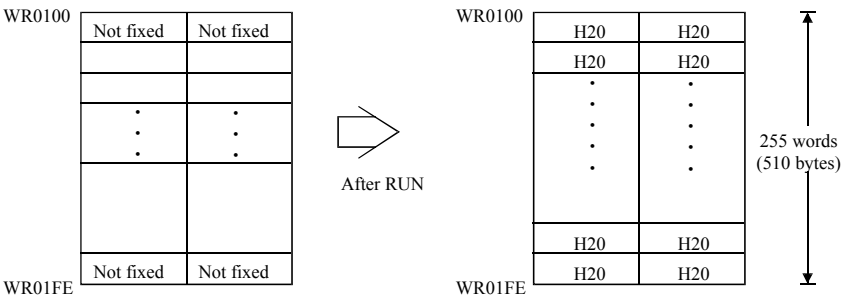 WR0100
Not fixed Not fixed
WR01FE
Not fixed Not fixed
After RUN
WR0100
H20 H20
H20 H20
H20 H20
H20 H20
WR01FE
255 words
(510 bytes)